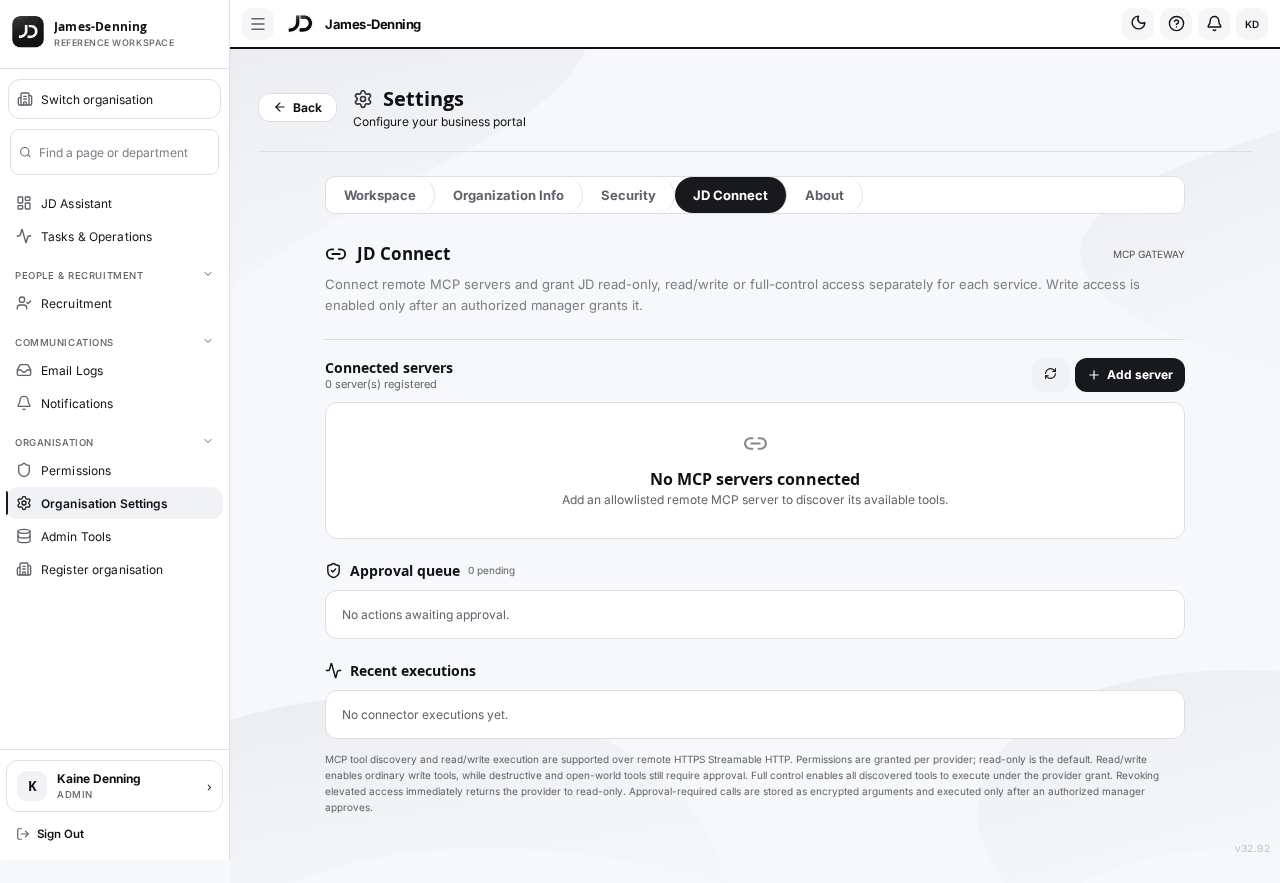 JD
James-Denning
REFERENCE WORKSPACE
Switch organisation
Find a page or department
JD Assistant
Tasks & Operations
PEOPLE & RECRUITMENT
Recruitment
COMMUNICATIONS
Email Logs
Notifications
ORGANISATION
Permissions
Organisation Settings
Admin Tools
Register organisation
K
Kaine Denning
ADMIN
Sign Out
JD
James-Denning
KD
Back
Settings
Configure your business portal
Workspace
Organization Info
Security
JD Connect
About
JD Connect
MCP GATEWAY
Connect remote MCP servers and grant JD read-only, read/write or full-control access separately for each service. Write access is
enabled only after an authorized manager grants it.
Connected servers
0 server(s) registered
Add server
No MCP servers connected
Add an allowlisted remote MCP server to discover its available tools.
Approval queue
0 pending
No actions awaiting approval.
Recent executions
No connector executions yet.
MCP tool discovery and read/write execution are supported over remote HTTPS Streamable HTTP. Permissions are granted per provider; read-only is the default. Read/write
enables ordinary write tools, while destructive and open-world tools still require approval. Full control enables all discovered tools to execute under the provider grant. Revoking
elevated access immediately returns the provider to read-only. Approval-required calls are stored as encrypted arguments and executed only after an authorized manager
approves.
v32.92